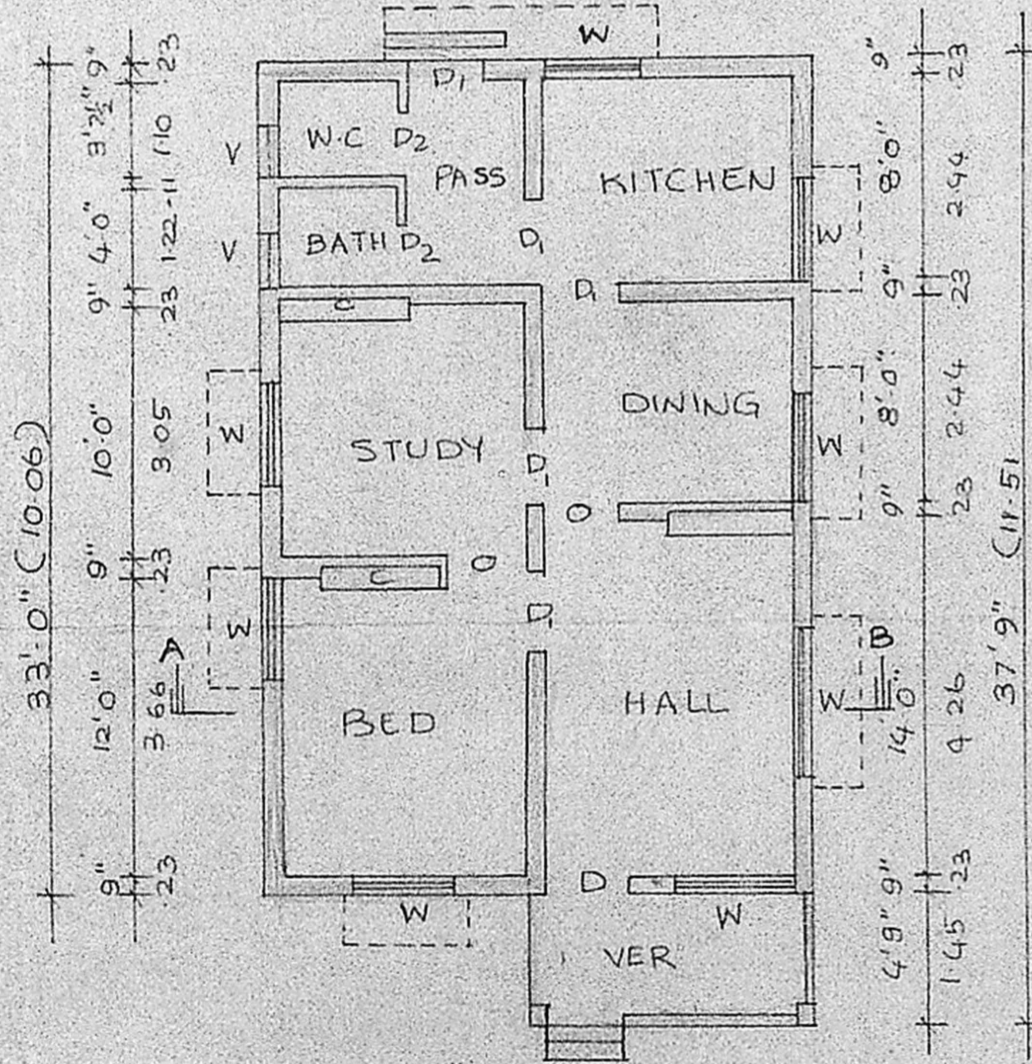 W
D1
W.C D2
PASS
KITCHEN
V
BATH D2
V
D1
W
D1
C
STUDY
DINING
W
W
D
O
C
O
D1
W
A
BED
HALL
W
B
D
W
W
VER
33'-0" (10.06)
9" 3'2½" 4'0" 9" 10'0" 9" 12'0" 9"
.23 1.10 .11 1.22 .23 3.05 .23 3.66 .23
9" 8'0" 9" 8'0" 9" 14'0" 9" 4'9"
.23 2.44 .23 2.44 23 4 26 .23 1.45
37'9" (11.51